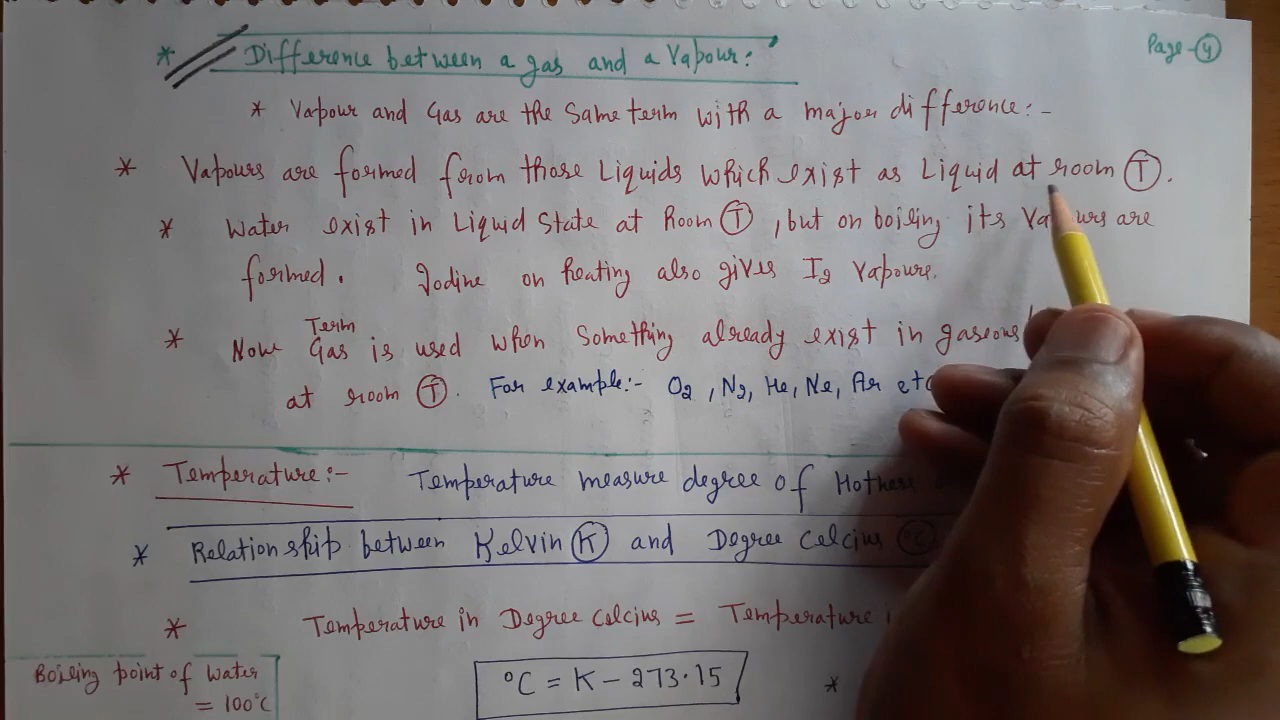 * Difference between a gas and a Vapour:
Page-4
* Vapour and Gas are the Same term with a major difference:-
* Vapours are formed from those Liquids which exist as Liquid at room T.
* Water exist in Liquid State at Room T, but on boiling its Vapours are
formed. Iodine on heating also gives I2 Vapours.
* Now Term Gas is used when Something already exist in gaseous
at room T. For example:- O2, N2, He, Ne, Ar etc
* Temperature:- Temperature measure degree of
* Relationship between Kelvin K and Degree Celcius °C
* Temperature in Degree Celcius = Temperature
Boiling point of Water
= 100°C
°C = K - 273.15
*